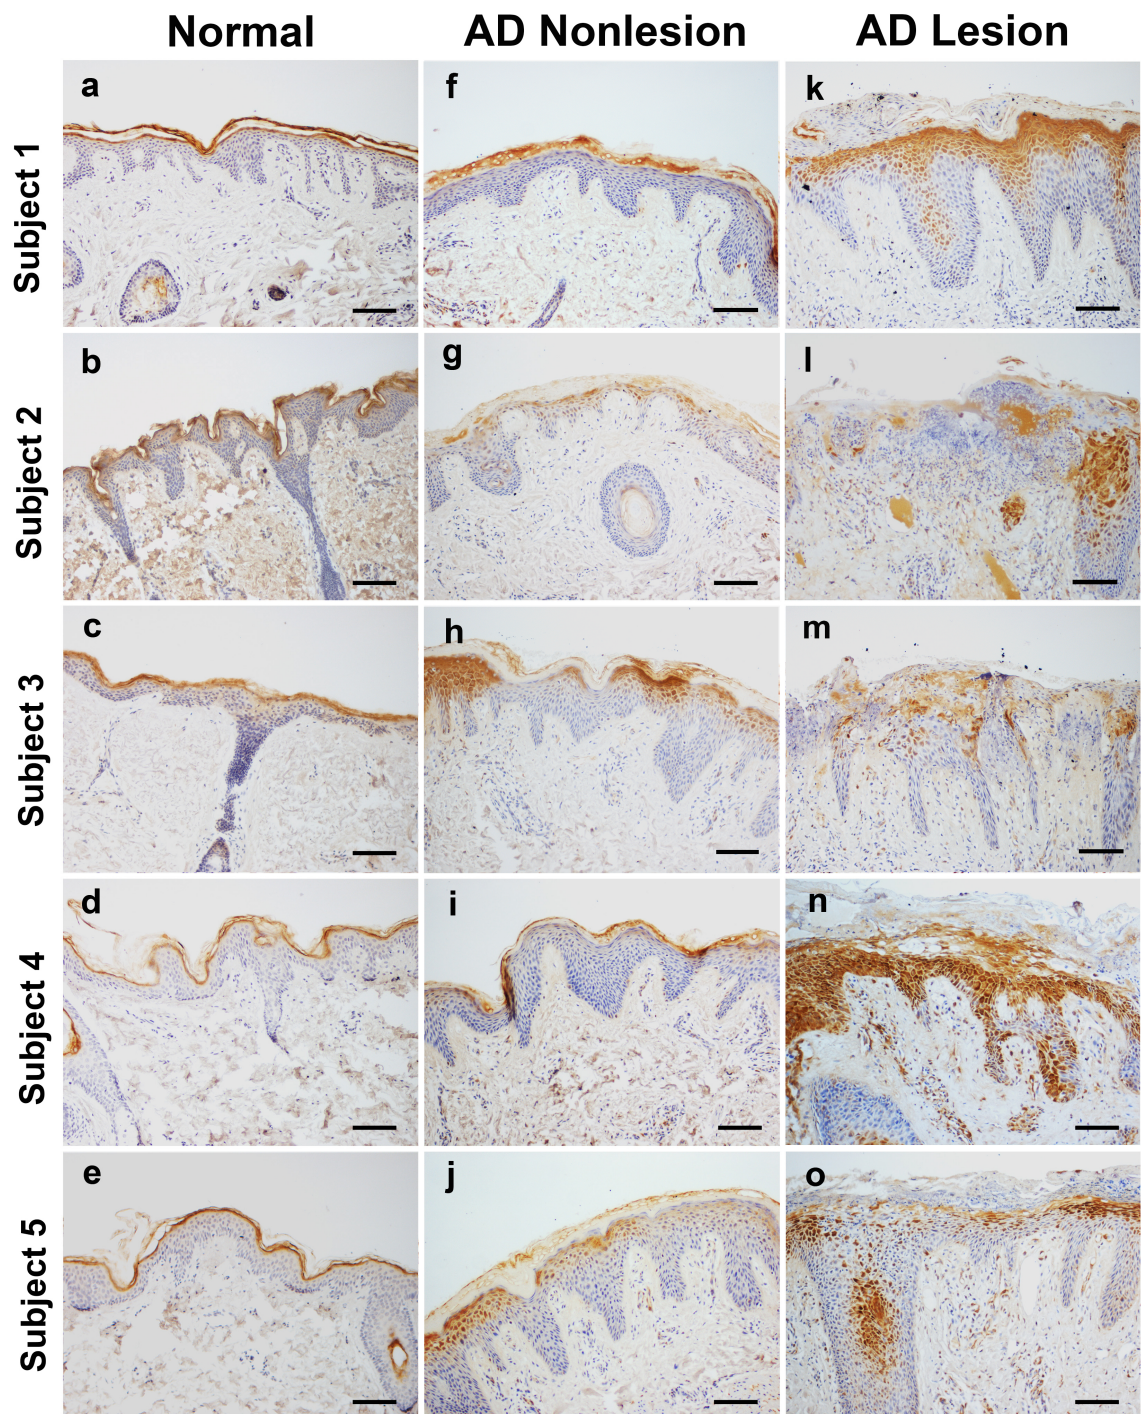 Normal AD Nonlesion AD Lesion
Subject 1
a f k
Subject 2
b g l
Subject 3
c h m
Subject 4
d i n
Subject 5
e j o